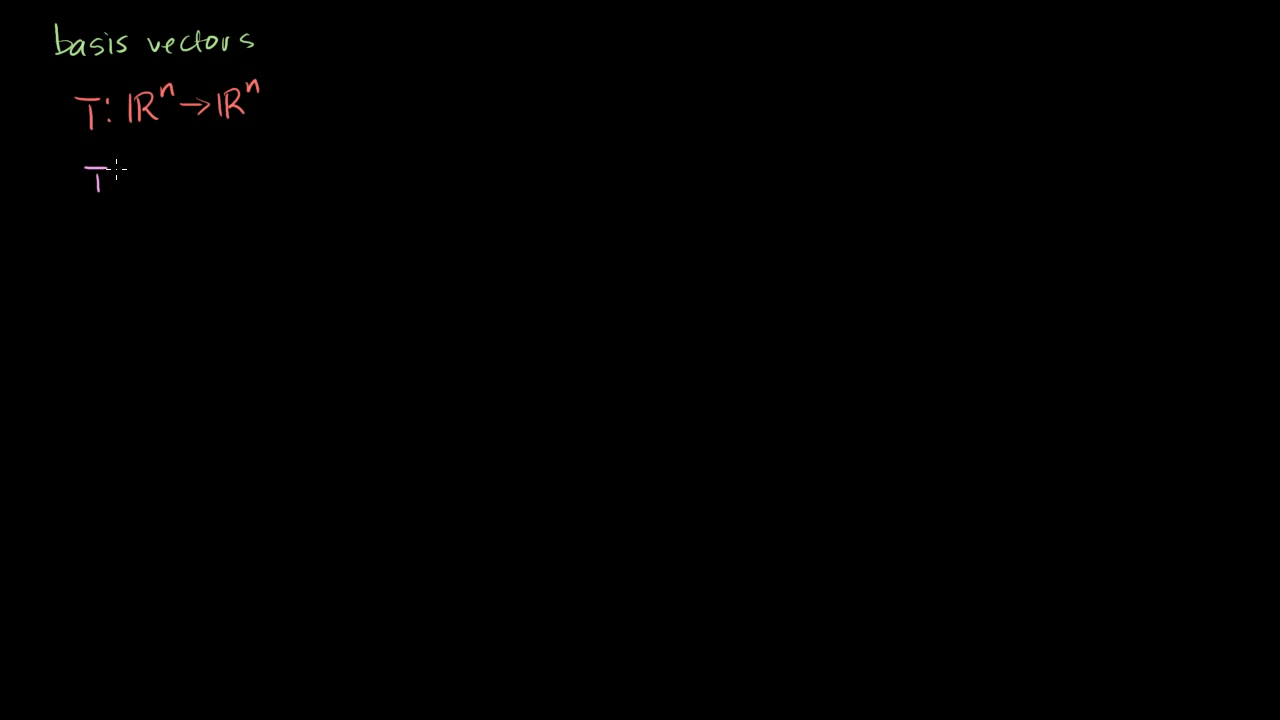 basis vectors
T: ℝⁿ → ℝⁿ
T